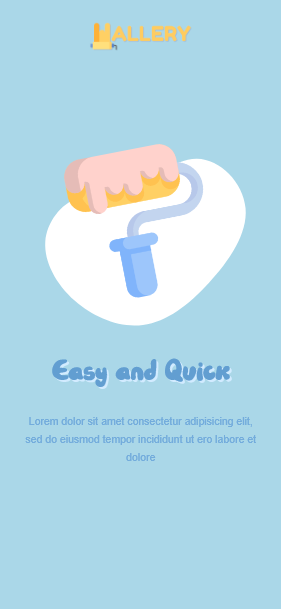 WALLERY
Easy and Quick
Lorem dolor sit amet consectetur adipisicing elit,
sed do eiusmod tempor incididunt ut ero labore et
dolore